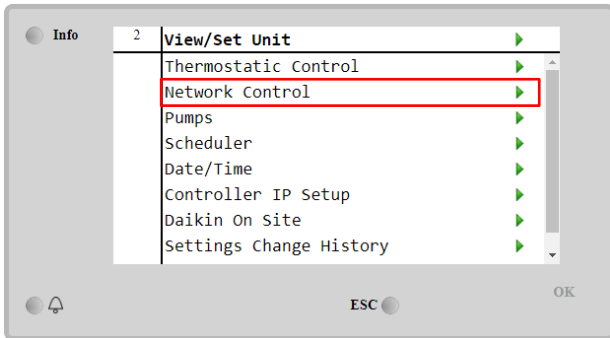 Info
2 View/Set Unit
Thermostatic Control
Network Control
Pumps
Scheduler
Date/Time
Controller IP Setup
Daikin On Site
Settings Change History
ESC
OK